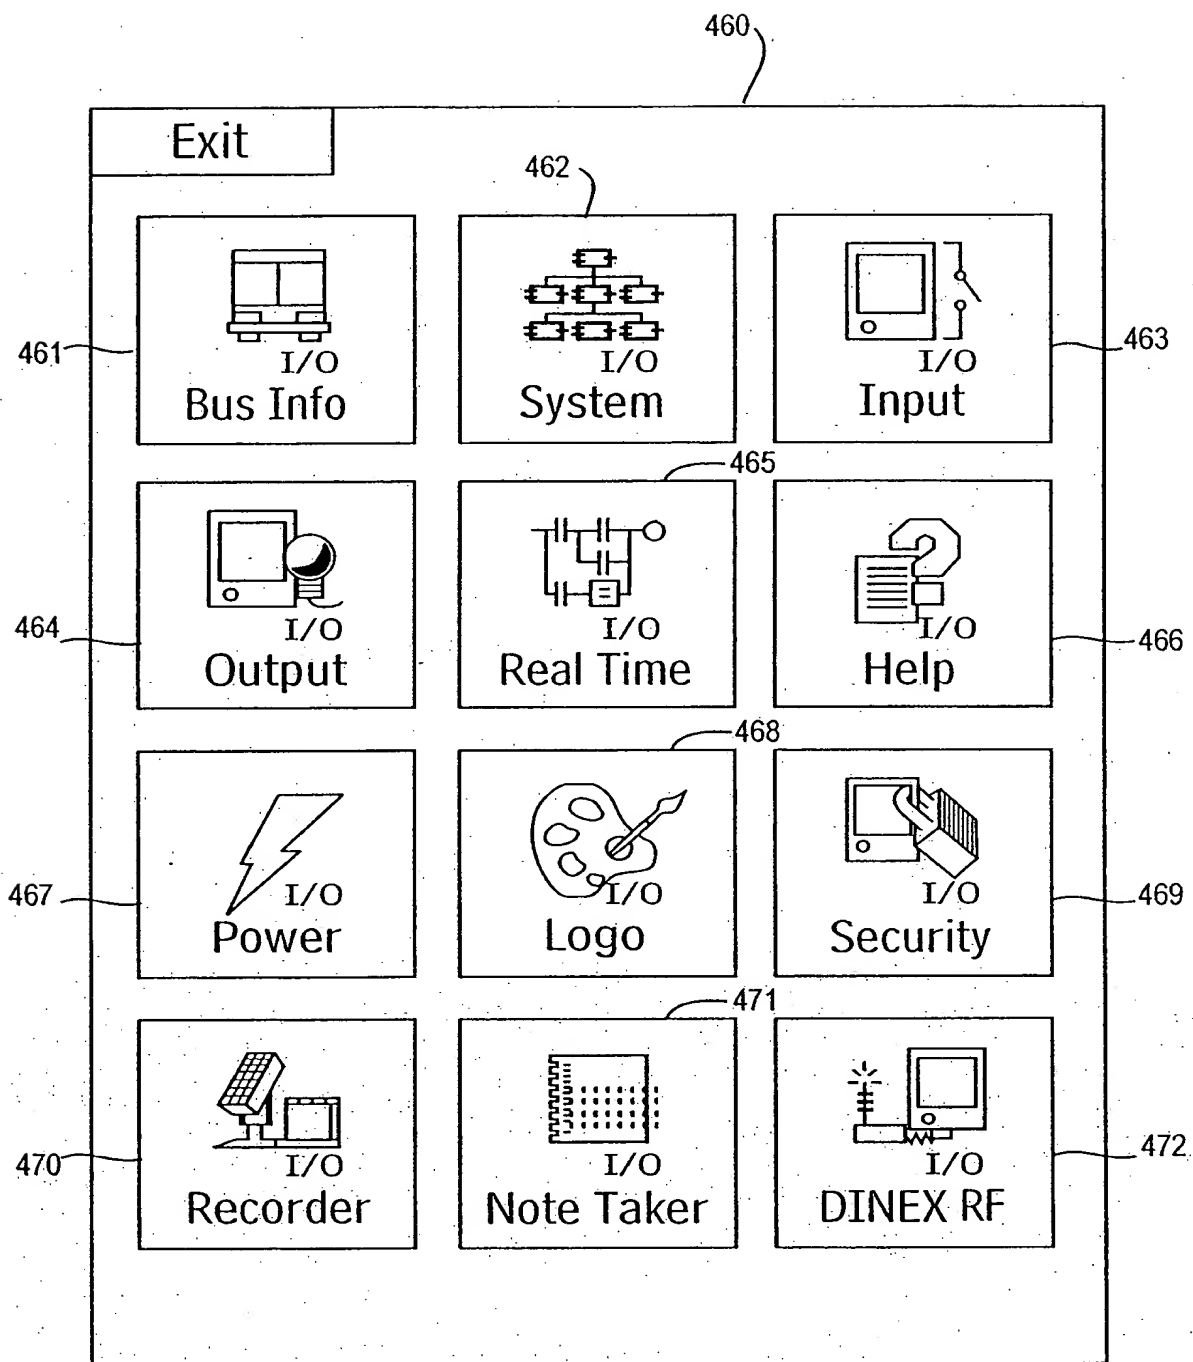 460
Exit
462
461
I/O
Bus Info
I/O
System
I/O
Input
463
465
464
I/O
Output
I/O
Real Time
I/O
Help
466
468
467
I/O
Power
I/O
Logo
I/O
Security
469
471
470
I/O
Recorder
I/O
Note Taker
I/O
DINEX RF
472